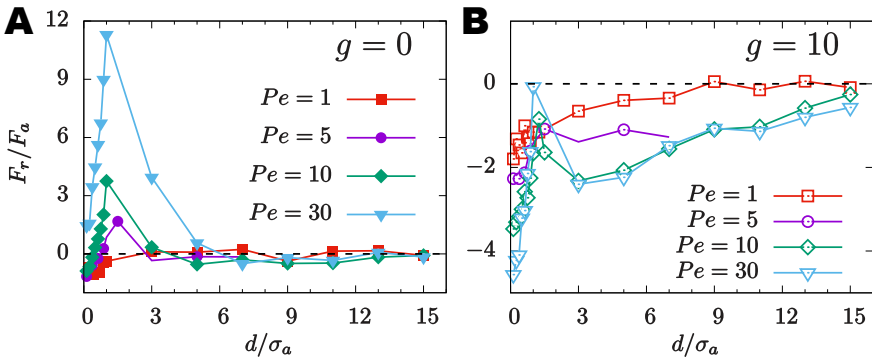 A
g = 0
12
9
6
3
0
F_r/F_a
Pe = 1
Pe = 5
Pe = 10
Pe = 30
0 3 6 9 12 15
d/σ_a
B
g = 10
0
−2
−4
Pe = 1
Pe = 5
Pe = 10
Pe = 30
0 3 6 9 12 15
d/σ_a